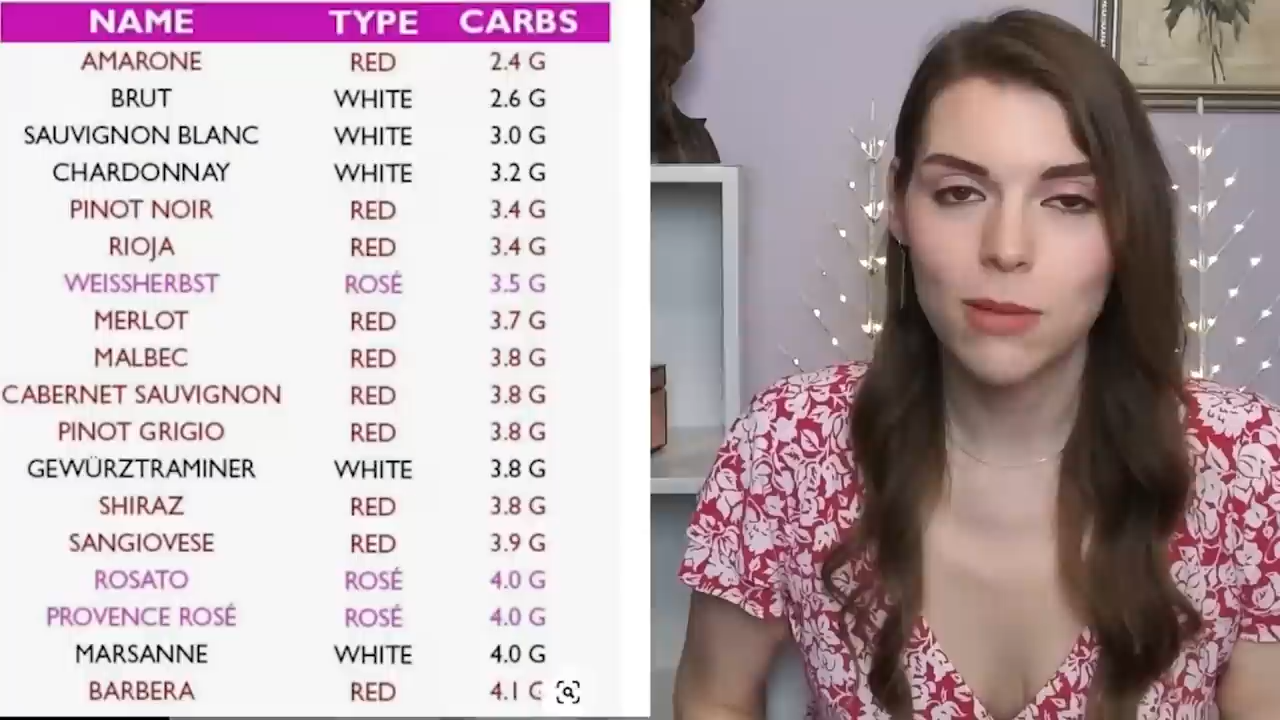 NAME TYPE CARBS
AMARONE RED 2.4 G
BRUT WHITE 2.6 G
SAUVIGNON BLANC WHITE 3.0 G
CHARDONNAY WHITE 3.2 G
PINOT NOIR RED 3.4 G
RIOJA RED 3.4 G
WEISSHERBST ROSÉ 3.5 G
MERLOT RED 3.7 G
MALBEC RED 3.8 G
CABERNET SAUVIGNON RED 3.8 G
PINOT GRIGIO RED 3.8 G
GEWÜRZTRAMINER WHITE 3.8 G
SHIRAZ RED 3.8 G
SANGIOVESE RED 3.9 G
ROSATO ROSÉ 4.0 G
PROVENCE ROSÉ ROSÉ 4.0 G
MARSANNE WHITE 4.0 G
BARBERA RED 4.1 G